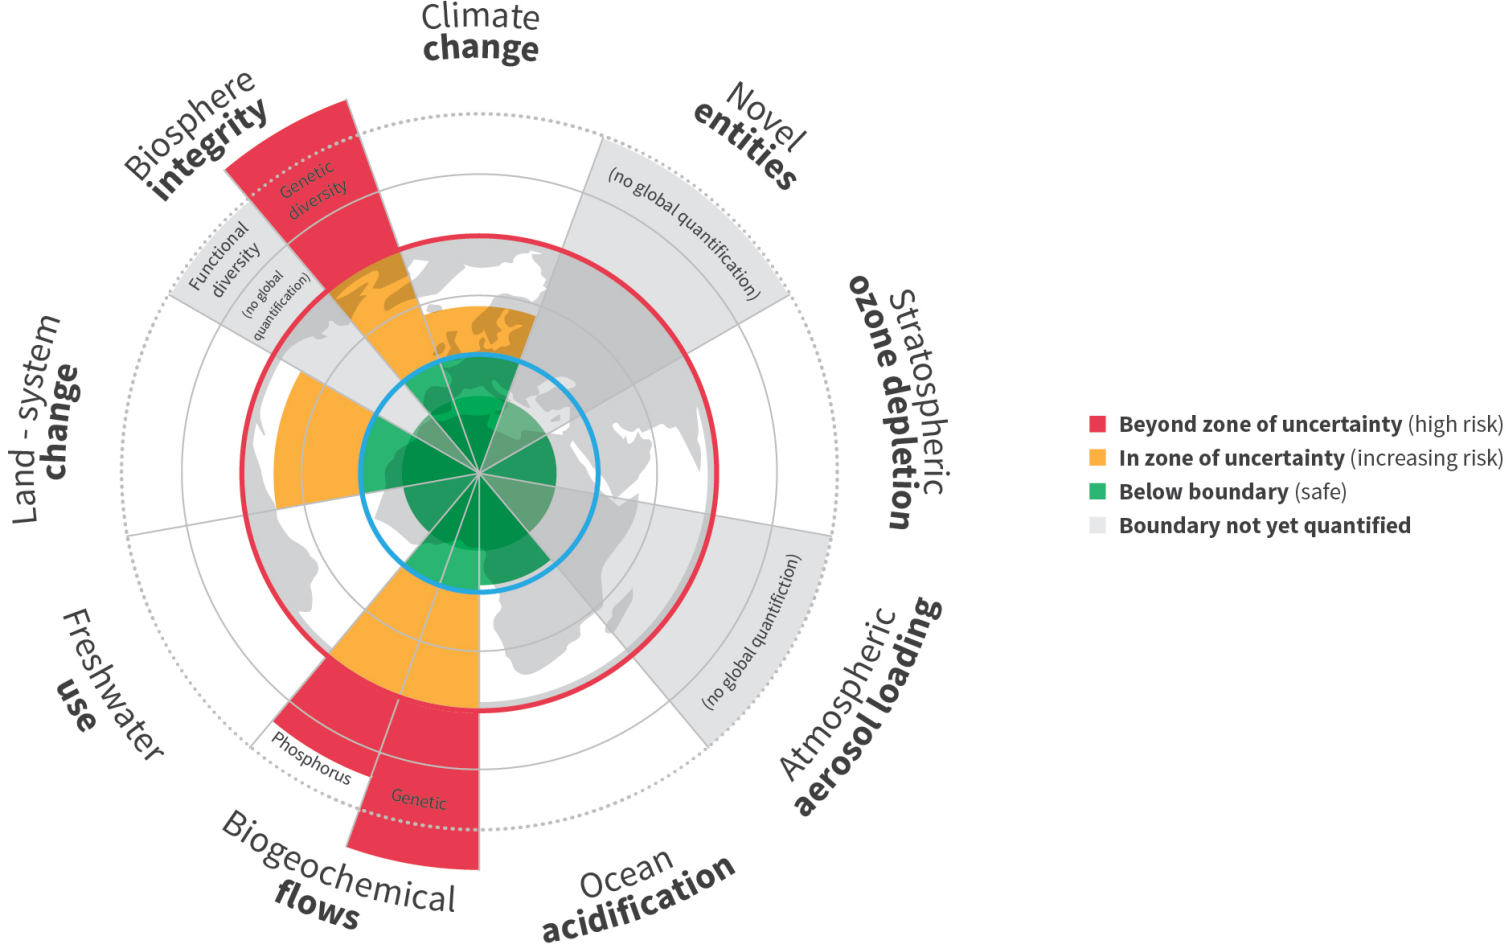 Climate
change
Novel
entities
(no global quantification)
Stratospheric
ozone depletion
Atmospheric
aerosol loading
(no global quantifiction)
Ocean
acidification
Biogeochemical
flows
Phosphorus
Genetic
Freshwater
use
Land - system
change
Biosphere
integrity
Functional
diversity
(no global
quantification)
Genetic
diversity
Beyond zone of uncertainty (high risk)
In zone of uncertainty (increasing risk)
Below boundary (safe)
Boundary not yet quantified